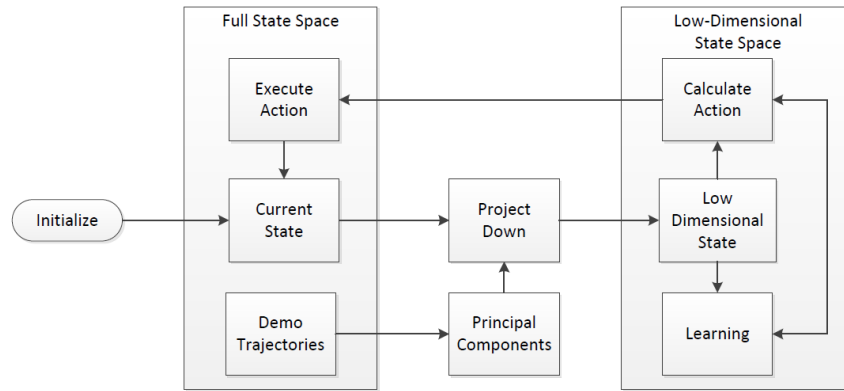 Full State Space
Low-Dimensional
State Space
Execute
Action
Calculate
Action
Initialize
Current
State
Project
Down
Low
Dimensional
State
Demo
Trajectories
Principal
Components
Learning